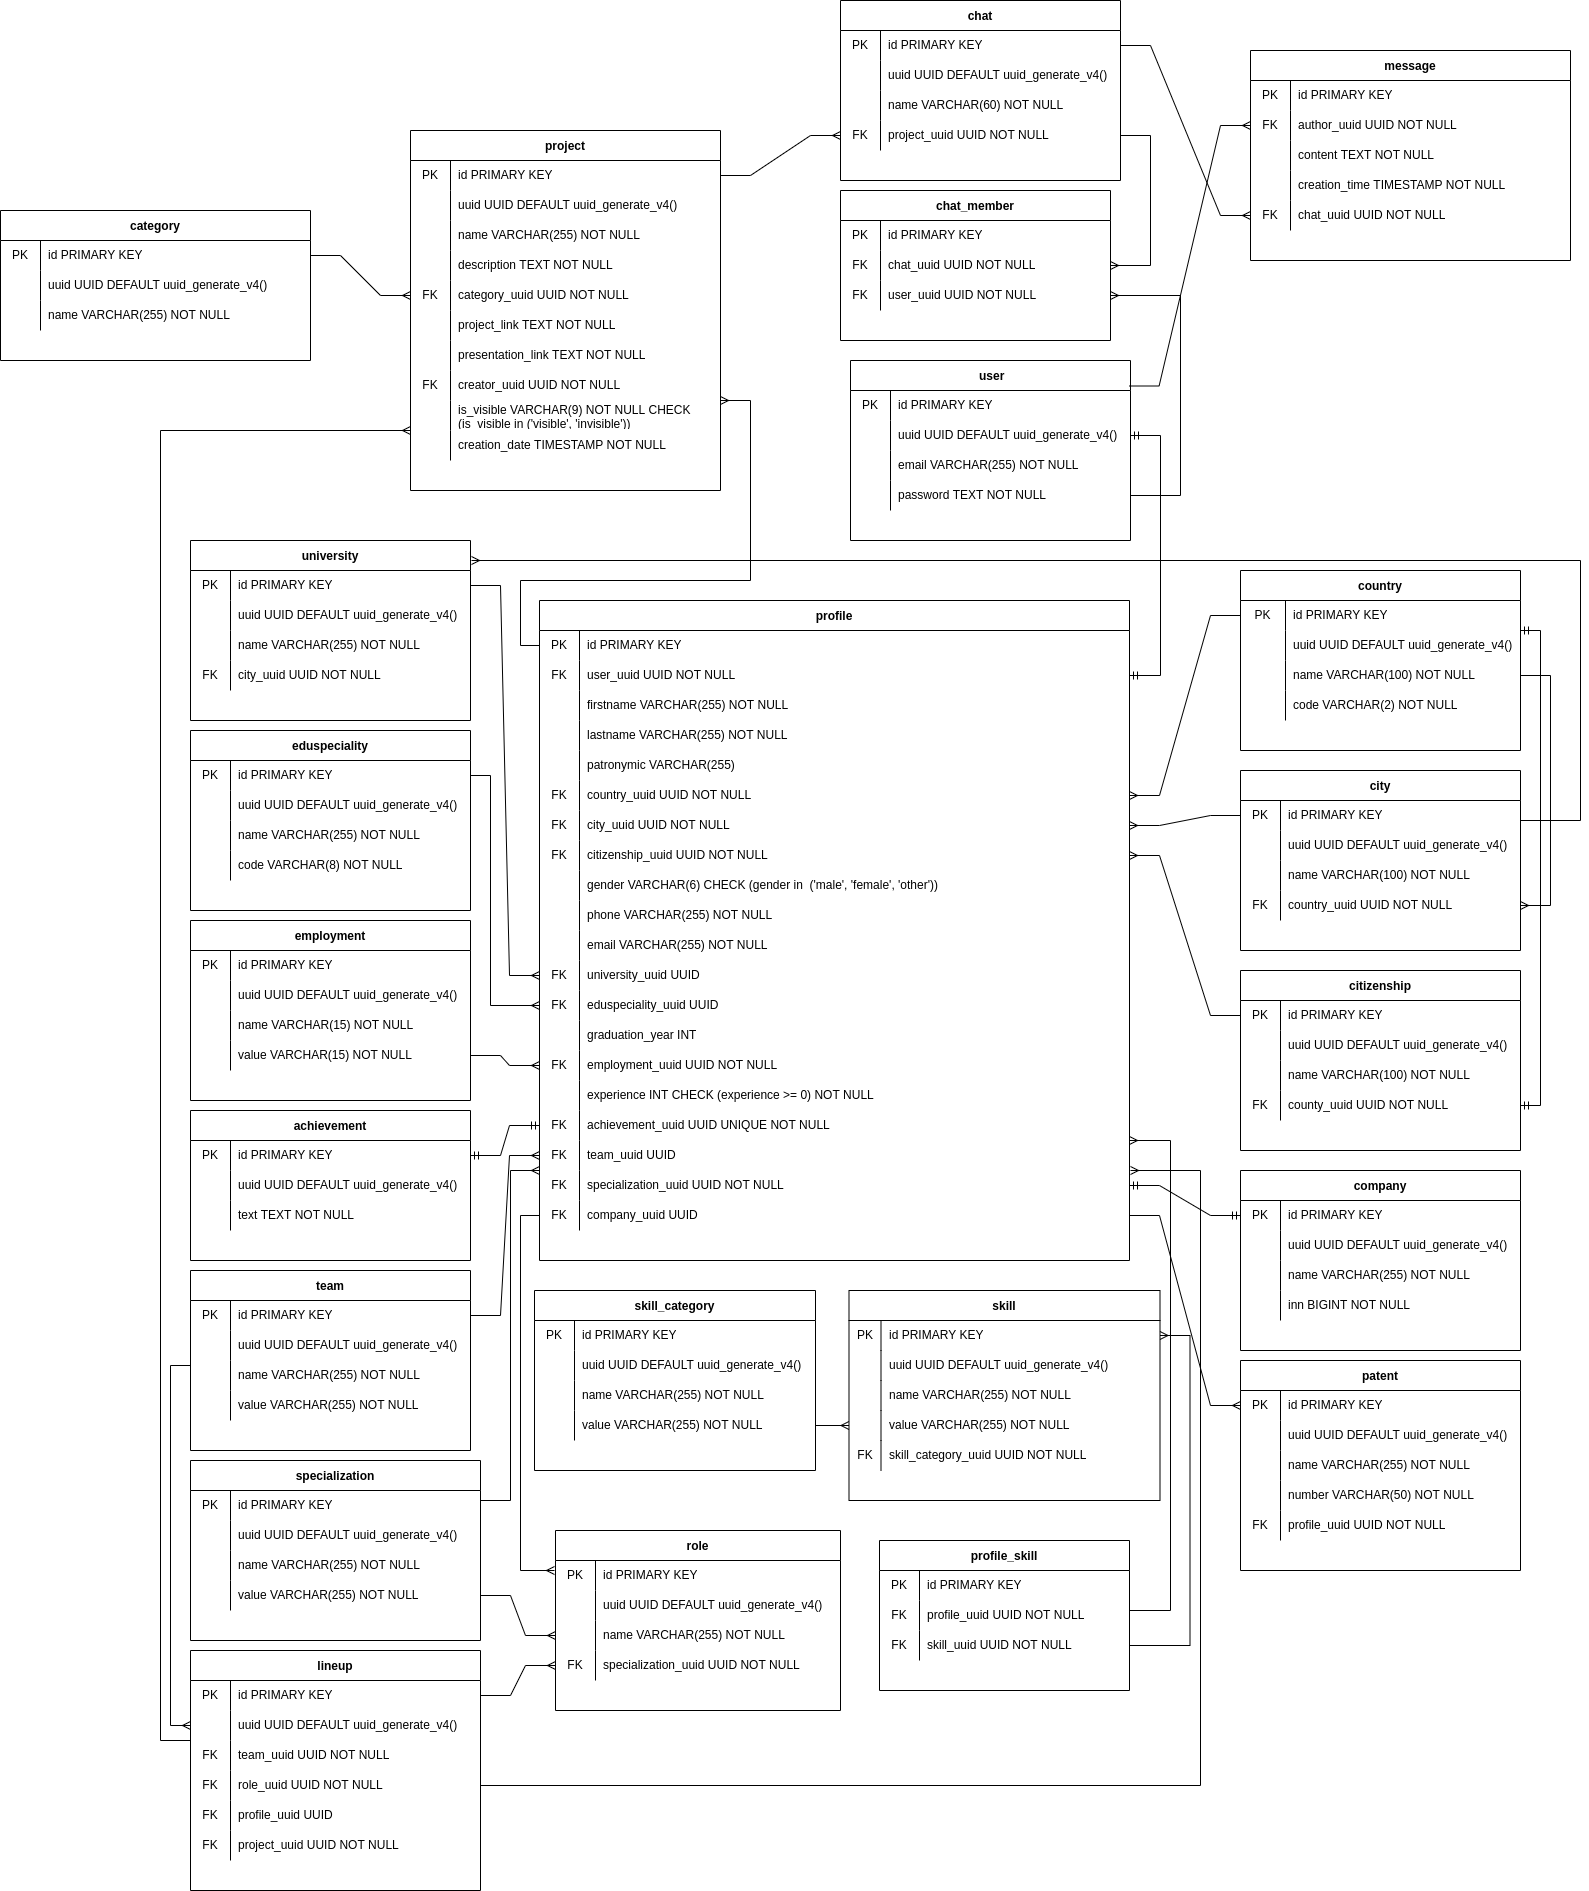 chat
PK id PRIMARY KEY
uuid UUID DEFAULT uuid_generate_v4()
name VARCHAR(60) NOT NULL
FK project_uuid UUID NOT NULL
message
PK id PRIMARY KEY
FK author_uuid UUID NOT NULL
content TEXT NOT NULL
creation_time TIMESTAMP NOT NULL
FK chat_uuid UUID NOT NULL
project
PK id PRIMARY KEY
uuid UUID DEFAULT uuid_generate_v4()
name VARCHAR(255) NOT NULL
description TEXT NOT NULL
FK category_uuid UUID NOT NULL
project_link TEXT NOT NULL
presentation_link TEXT NOT NULL
FK creator_uuid UUID NOT NULL
is_visible VARCHAR(9) NOT NULL CHECK
(is_visible in ('visible', 'invisible'))
creation_date TIMESTAMP NOT NULL
category
PK id PRIMARY KEY
uuid UUID DEFAULT uuid_generate_v4()
name VARCHAR(255) NOT NULL
chat_member
PK id PRIMARY KEY
FK chat_uuid UUID NOT NULL
FK user_uuid UUID NOT NULL
user
PK id PRIMARY KEY
uuid UUID DEFAULT uuid_generate_v4()
email VARCHAR(255) NOT NULL
password TEXT NOT NULL
university
PK id PRIMARY KEY
uuid UUID DEFAULT uuid_generate_v4()
name VARCHAR(255) NOT NULL
FK city_uuid UUID NOT NULL
eduspeciality
PK id PRIMARY KEY
uuid UUID DEFAULT uuid_generate_v4()
name VARCHAR(255) NOT NULL
code VARCHAR(8) NOT NULL
employment
PK id PRIMARY KEY
uuid UUID DEFAULT uuid_generate_v4()
name VARCHAR(15) NOT NULL
value VARCHAR(15) NOT NULL
achievement
PK id PRIMARY KEY
uuid UUID DEFAULT uuid_generate_v4()
text TEXT NOT NULL
team
PK id PRIMARY KEY
uuid UUID DEFAULT uuid_generate_v4()
name VARCHAR(255) NOT NULL
value VARCHAR(255) NOT NULL
specialization
PK id PRIMARY KEY
uuid UUID DEFAULT uuid_generate_v4()
name VARCHAR(255) NOT NULL
value VARCHAR(255) NOT NULL
lineup
PK id PRIMARY KEY
uuid UUID DEFAULT uuid_generate_v4()
FK team_uuid UUID NOT NULL
FK role_uuid UUID NOT NULL
FK profile_uuid UUID
FK project_uuid UUID NOT NULL
profile
PK id PRIMARY KEY
FK user_uuid UUID NOT NULL
firstname VARCHAR(255) NOT NULL
lastname VARCHAR(255) NOT NULL
patronymic VARCHAR(255)
FK country_uuid UUID NOT NULL
FK city_uuid UUID NOT NULL
FK citizenship_uuid UUID NOT NULL
gender VARCHAR(6) CHECK (gender in ('male', 'female', 'other'))
phone VARCHAR(255) NOT NULL
email VARCHAR(255) NOT NULL
FK university_uuid UUID
FK eduspeciality_uuid UUID
graduation_year INT
FK employment_uuid UUID NOT NULL
experience INT CHECK (experience >= 0) NOT NULL
FK achievement_uuid UUID UNIQUE NOT NULL
FK team_uuid UUID
FK specialization_uuid UUID NOT NULL
FK company_uuid UUID
skill_category
PK id PRIMARY KEY
uuid UUID DEFAULT uuid_generate_v4()
name VARCHAR(255) NOT NULL
value VARCHAR(255) NOT NULL
skill
PK id PRIMARY KEY
uuid UUID DEFAULT uuid_generate_v4()
name VARCHAR(255) NOT NULL
value VARCHAR(255) NOT NULL
FK skill_category_uuid UUID NOT NULL
role
PK id PRIMARY KEY
uuid UUID DEFAULT uuid_generate_v4()
name VARCHAR(255) NOT NULL
FK specialization_uuid UUID NOT NULL
profile_skill
PK id PRIMARY KEY
FK profile_uuid UUID NOT NULL
FK skill_uuid UUID NOT NULL
country
PK id PRIMARY KEY
uuid UUID DEFAULT uuid_generate_v4()
name VARCHAR(100) NOT NULL
code VARCHAR(2) NOT NULL
city
PK id PRIMARY KEY
uuid UUID DEFAULT uuid_generate_v4()
name VARCHAR(100) NOT NULL
FK country_uuid UUID NOT NULL
citizenship
PK id PRIMARY KEY
uuid UUID DEFAULT uuid_generate_v4()
name VARCHAR(100) NOT NULL
FK county_uuid UUID NOT NULL
company
PK id PRIMARY KEY
uuid UUID DEFAULT uuid_generate_v4()
name VARCHAR(255) NOT NULL
inn BIGINT NOT NULL
patent
PK id PRIMARY KEY
uuid UUID DEFAULT uuid_generate_v4()
name VARCHAR(255) NOT NULL
number VARCHAR(50) NOT NULL
FK profile_uuid UUID NOT NULL